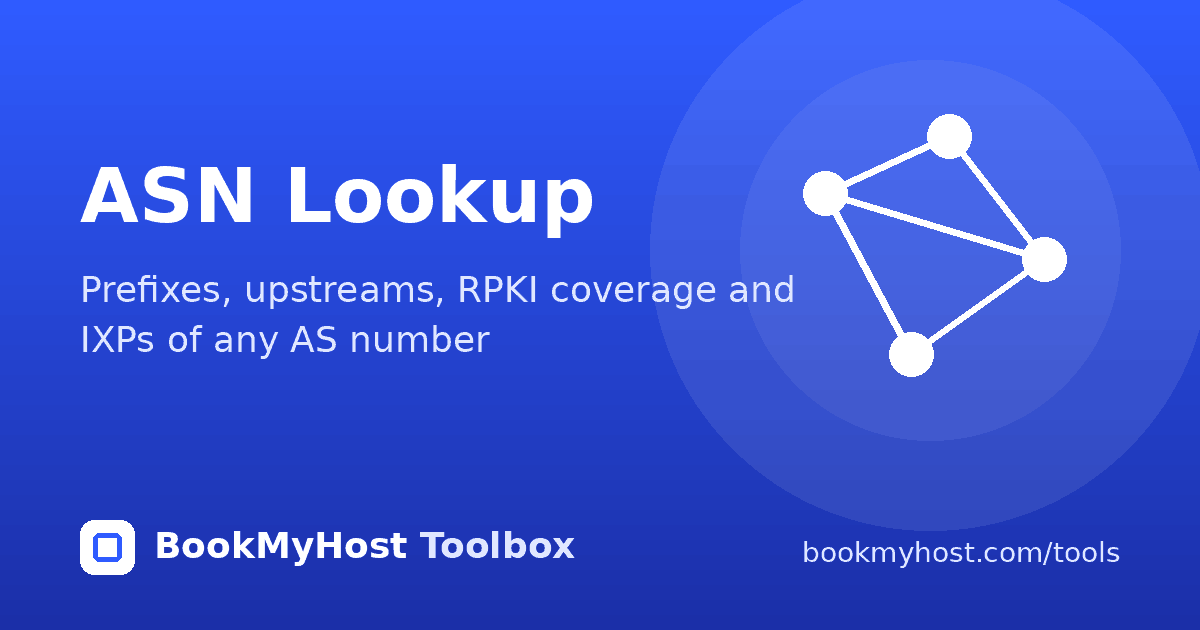 ASN Lookup
Prefixes, upstreams, RPKI coverage and
IXPs of any AS number
BookMyHost Toolbox
bookmyhost.com/tools